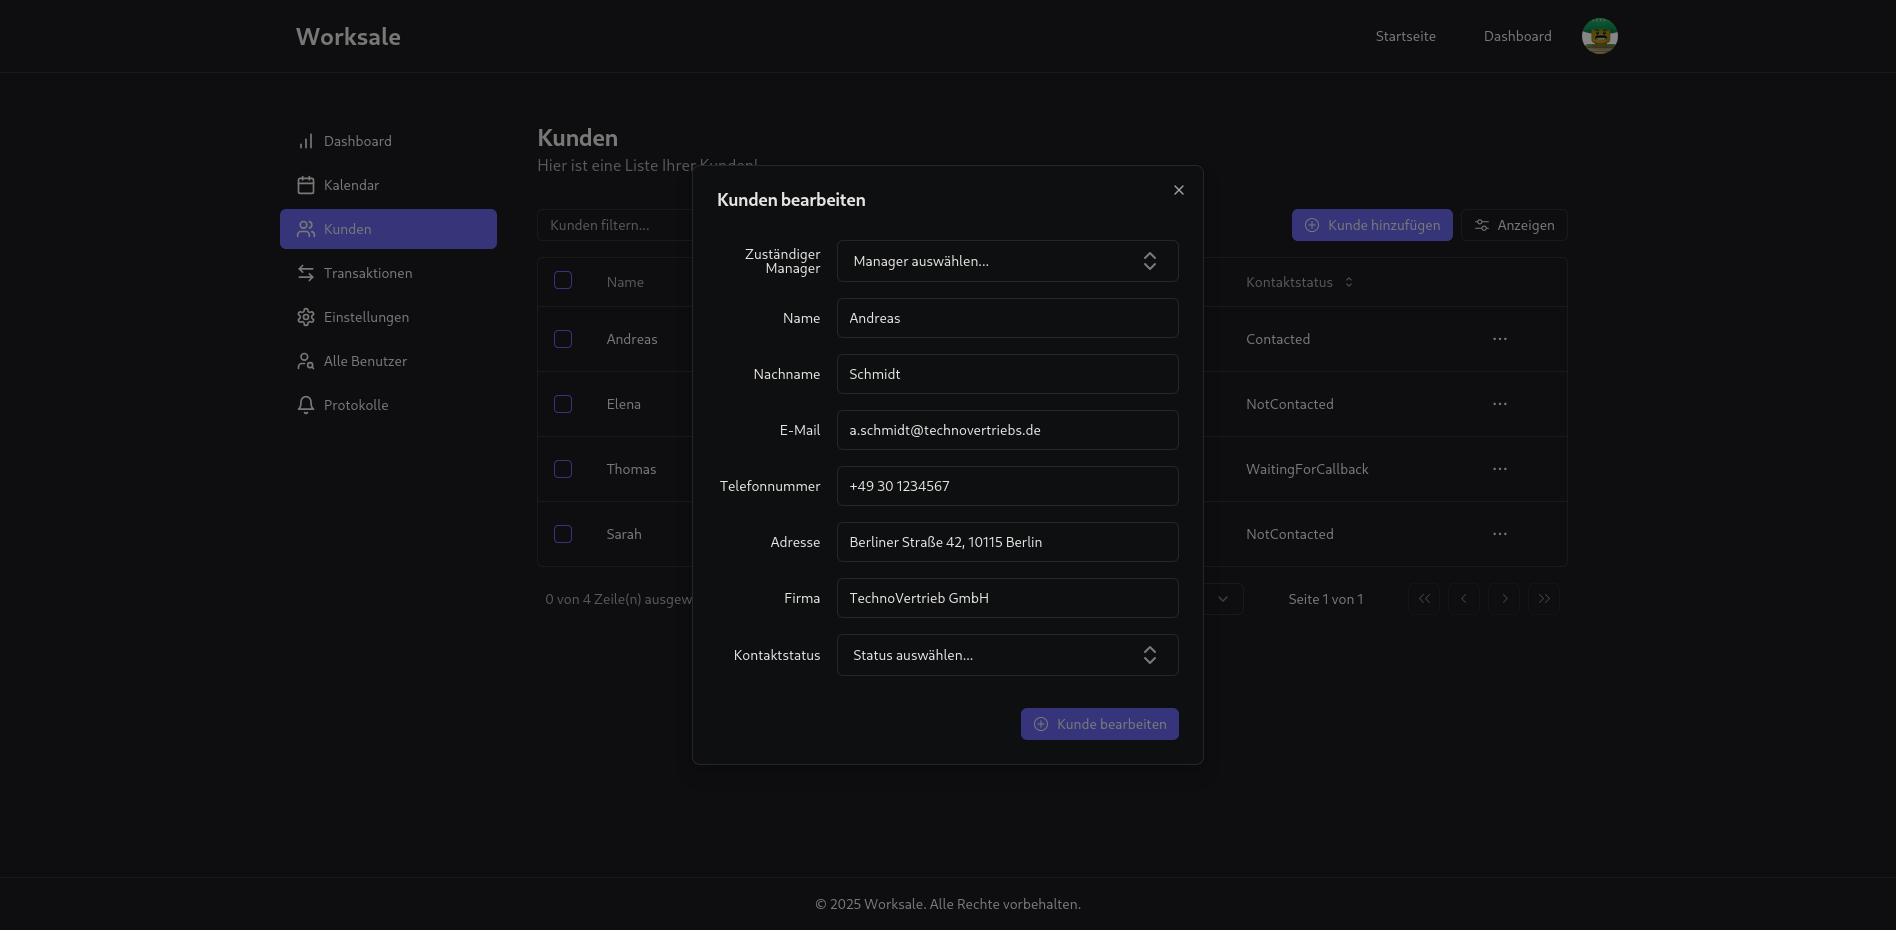 Worksale
Startseite
Dashboard
Dashboard
Kalendar
Kunden
Transaktionen
Einstellungen
Alle Benutzer
Protokolle
Kunden
Hier ist eine Liste Ihrer Kunden!
Kunden filtern...
Kunde hinzufügen
Anzeigen
Name
Kontaktstatus
Andreas
Contacted
Elena
NotContacted
Thomas
WaitingForCallback
Sarah
NotContacted
0 von 4 Zeile(n)
Seite 1 von 1
Kunden bearbeiten
Zuständiger
Manager
Manager auswählen...
Name
Andreas
Nachname
Schmidt
E-Mail
a.schmidt@technovertriebs.de
Telefonnummer
+49 30 1234567
Adresse
Berliner Straße 42, 10115 Berlin
Firma
TechnoVertrieb GmbH
Kontaktstatus
Status auswählen...
Kunde bearbeiten
© 2025 Worksale. Alle Rechte vorbehalten.